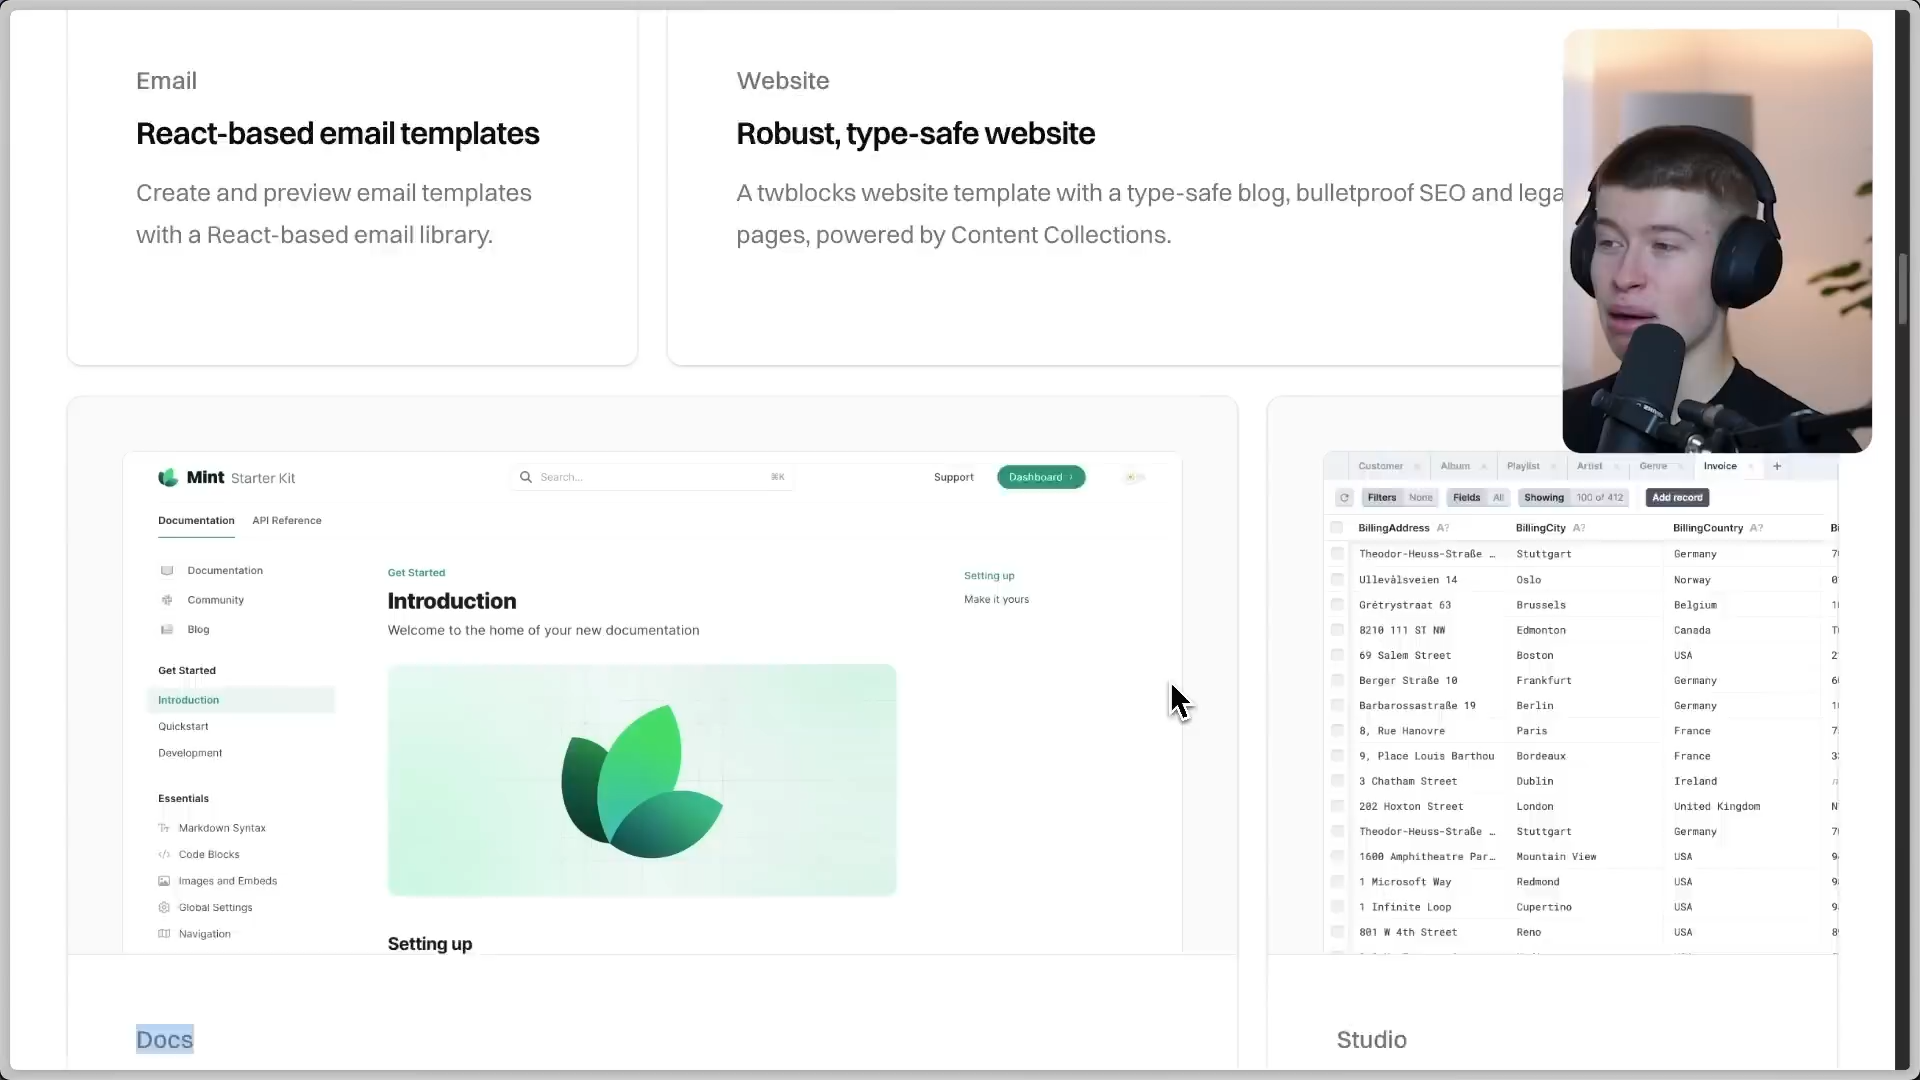 Email
React-based email templates
Create and preview email templates
with a React-based email library.
Website
Robust, type-safe website
A twblocks website template with a type-safe blog, bulletproof SEO and lega
pages, powered by Content Collections.
Mint Starter Kit
Search...
⌘K
Support
Dashboard ›
Documentation
API Reference
Documentation
Community
Blog
Get Started
Introduction
Quickstart
Development
Essentials
Markdown Syntax
Code Blocks
Images and Embeds
Global Settings
Navigation
Get Started
Introduction
Welcome to the home of your new documentation
Setting up
Setting up
Make it yours
Docs
Customer
Album
Playlist
Artist
Genre
Invoice
+
Filters None
Fields All
Showing 100 of 412
Add record
BillingAddress A? BillingCity A? BillingCountry A? Bi
Theodor-Heuss-Straße … Stuttgart Germany
Ullevålsveien 14 Oslo Norway
Grétrystraat 63 Brussels Belgium
8210 111 ST NW Edmonton Canada
69 Salem Street Boston USA
Berger Straße 10 Frankfurt Germany
Barbarossastraße 19 Berlin Germany
8, Rue Hanovre Paris France
9, Place Louis Barthou Bordeaux France
3 Chatham Street Dublin Ireland
202 Hoxton Street London United Kingdom
Theodor-Heuss-Straße … Stuttgart Germany
1600 Amphitheatre Par… Mountain View USA
1 Microsoft Way Redmond USA
1 Infinite Loop Cupertino USA
801 W 4th Street Reno USA
Studio